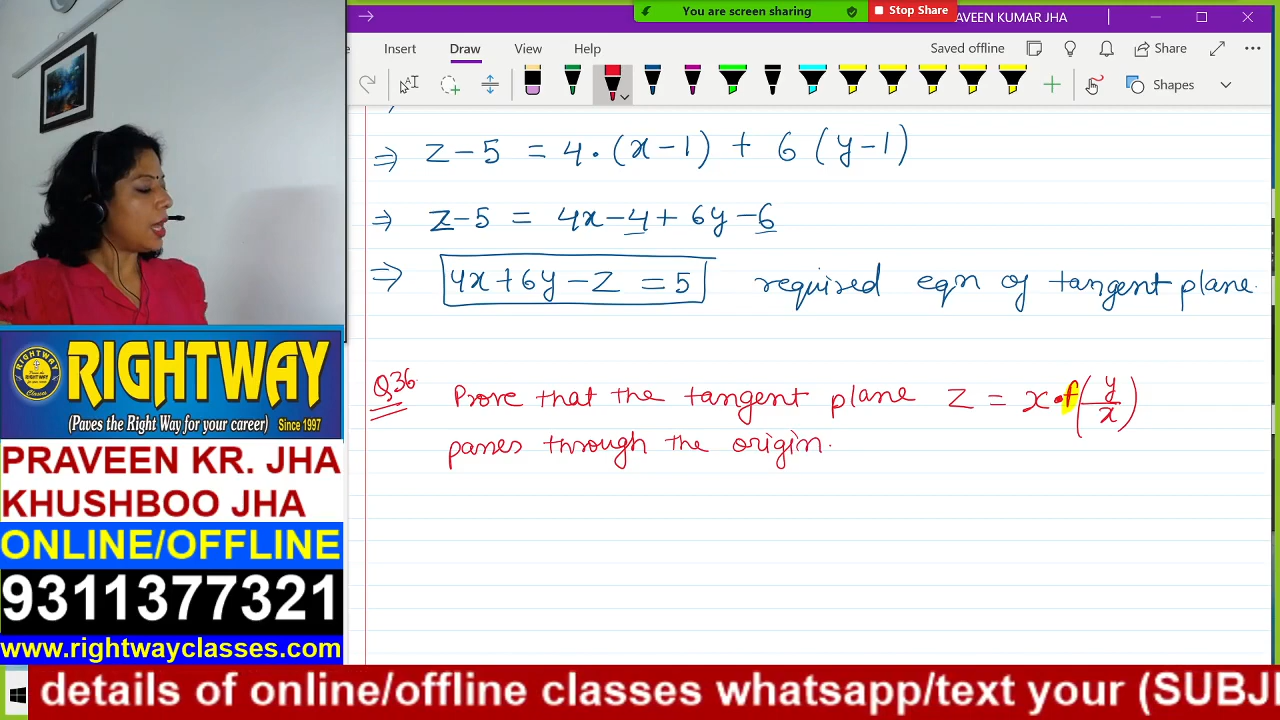 You are screen sharing
Stop Share
AVEEN KUMAR JHA
Insert Draw View Help
Saved offline
Share
Shapes
⇒ z-5 = 4·(x-1) + 6(y-1)
⇒ z-5 = 4x-4+6y-6
⇒ 4x+6y-z = 5 required eqn of tangent plane.
Q36 Prove that the tangent plane z = x·f(y/x)
passes through the origin.
RIGHTWAY
RIGHTWAY
(Paves the Right Way for your career) Since 1997
PRAVEEN KR. JHA
KHUSHBOO JHA
ONLINE/OFFLINE
9311377321
www.rightwayclasses.com
details of online/offline classes whatsapp/text your (SUBJE